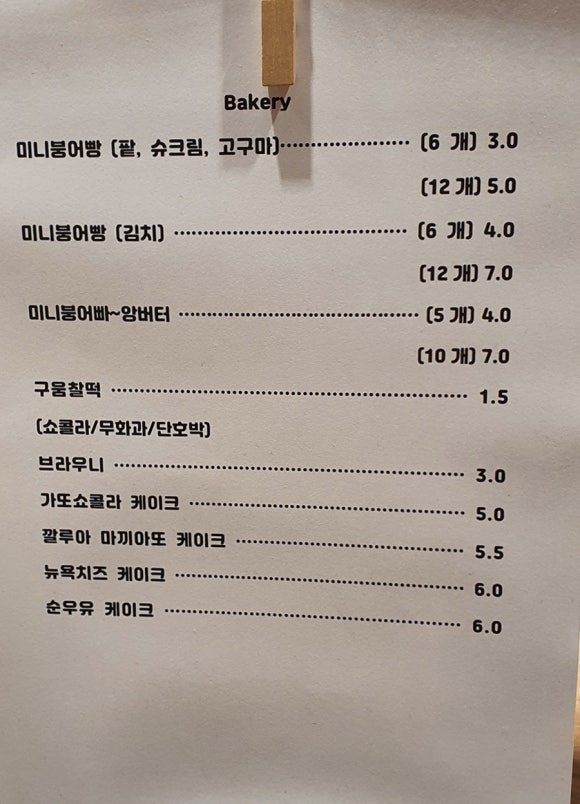 Bakery
미니붕어빵 (팥, 슈크림, 고구마)........................ (6 개) 3.0
(12 개) 5.0
미니붕어빵 (김치) ........................................ (6 개) 4.0
(12 개) 7.0
미니붕어빠~앙버터 ........................................ (5 개) 4.0
(10 개) 7.0
구움찰떡 ............................................................ 1.5
(쇼콜라/무화과/단호박)
브라우니 ............................................................ 3.0
가또쇼콜라 케이크 .............................................. 5.0
깔루아 마끼아또 케이크 ...................................... 5.5
뉴욕치즈 케이크 ................................................. 6.0
순우유 케이크 .................................................... 6.0